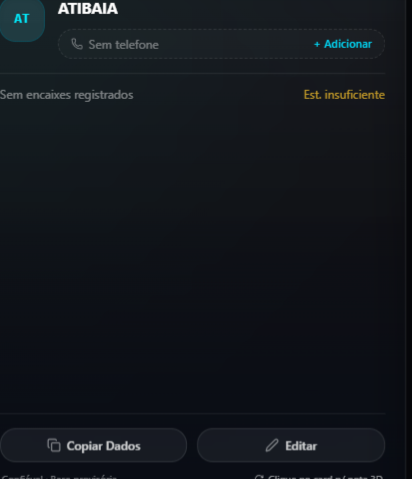 AT
ATIBAIA
Sem telefone
+ Adicionar
Sem encaixes registrados
Est. insuficiente
Copiar Dados
Editar